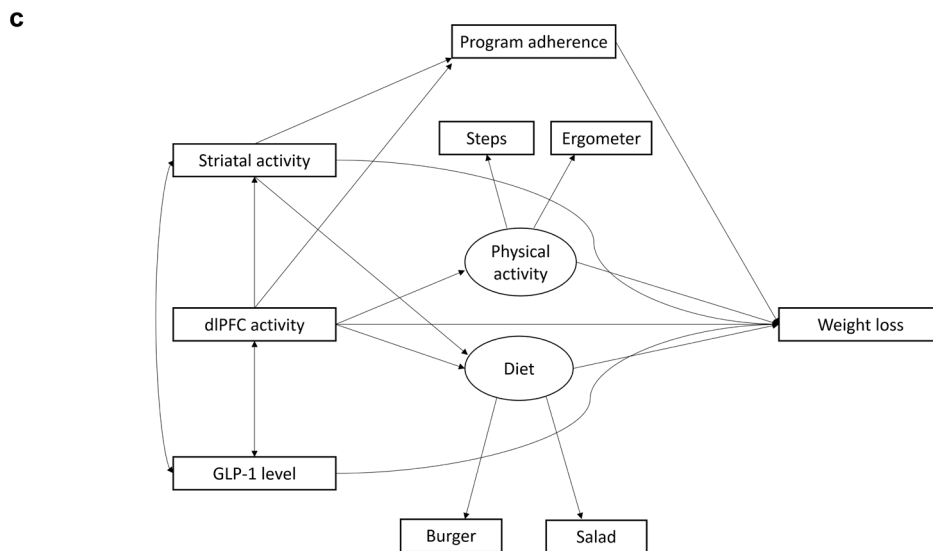 c
Program adherence
Steps
Ergometer
Striatal activity
Physical
activity
dlPFC activity
Weight loss
Diet
GLP-1 level
Burger
Salad